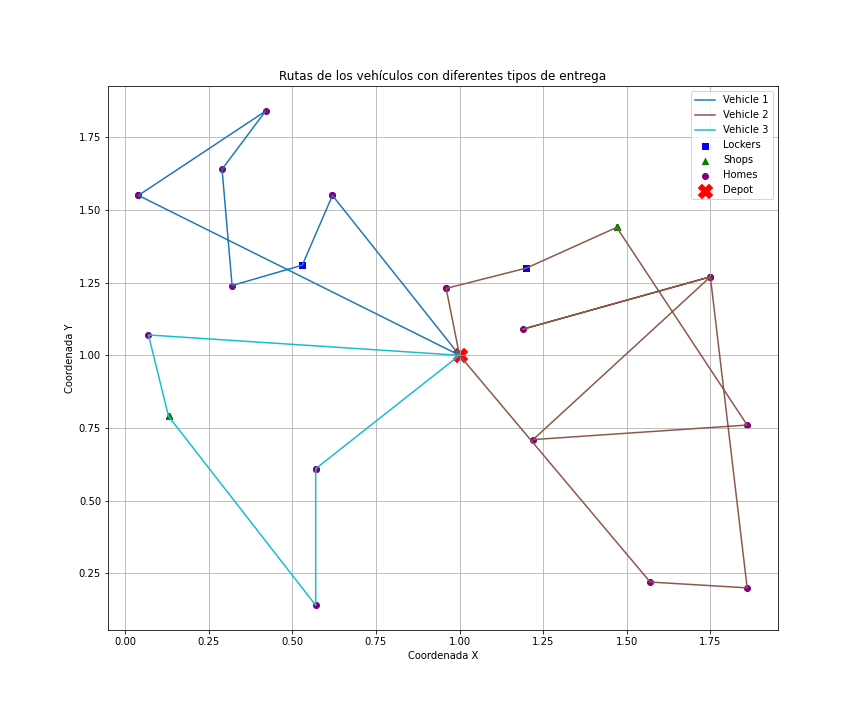 Rutas de los vehículos con diferentes tipos de entrega
Vehicle 1
Vehicle 2
Vehicle 3
Lockers
Shops
Homes
Depot
Coordenada Y
1.75
1.50
1.25
1.00
0.75
0.50
0.25
0.00 0.25 0.50 0.75 1.00 1.25 1.50 1.75
Coordenada X